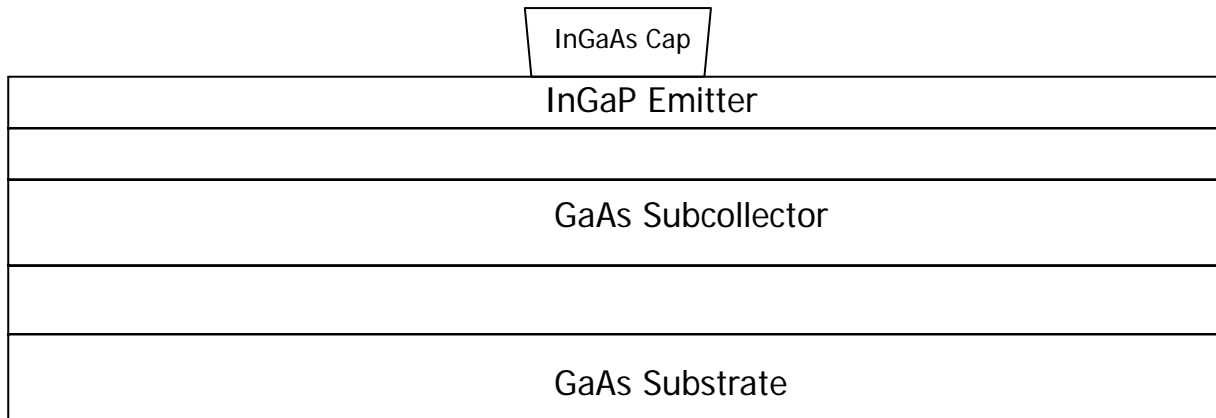 InGaAs Cap
InGaP Emitter
GaAs Subcollector
GaAs Substrate